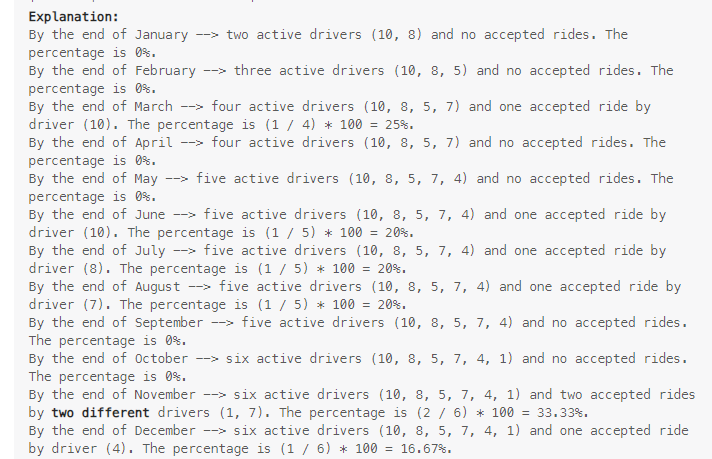 Explanation:
By the end of January --> two active drivers (10, 8) and no accepted rides. The
percentage is 0%.
By the end of February --> three active drivers (10, 8, 5) and no accepted rides. The
percentage is 0%.
By the end of March --> four active drivers (10, 8, 5, 7) and one accepted ride by
driver (10). The percentage is (1 / 4) * 100 = 25%.
By the end of April --> four active drivers (10, 8, 5, 7) and no accepted rides. The
percentage is 0%.
By the end of May --> five active drivers (10, 8, 5, 7, 4) and no accepted rides. The
percentage is 0%.
By the end of June --> five active drivers (10, 8, 5, 7, 4) and one accepted ride by
driver (10). The percentage is (1 / 5) * 100 = 20%.
By the end of July --> five active drivers (10, 8, 5, 7, 4) and one accepted ride by
driver (8). The percentage is (1 / 5) * 100 = 20%.
By the end of August --> five active drivers (10, 8, 5, 7, 4) and one accepted ride by
driver (7). The percentage is (1 / 5) * 100 = 20%.
By the end of September --> five active drivers (10, 8, 5, 7, 4) and no accepted rides.
The percentage is 0%.
By the end of October --> six active drivers (10, 8, 5, 7, 4, 1) and no accepted rides.
The percentage is 0%.
By the end of November --> six active drivers (10, 8, 5, 7, 4, 1) and two accepted rides
by two different drivers (1, 7). The percentage is (2 / 6) * 100 = 33.33%.
By the end of December --> six active drivers (10, 8, 5, 7, 4, 1) and one accepted ride
by driver (4). The percentage is (1 / 6) * 100 = 16.67%.